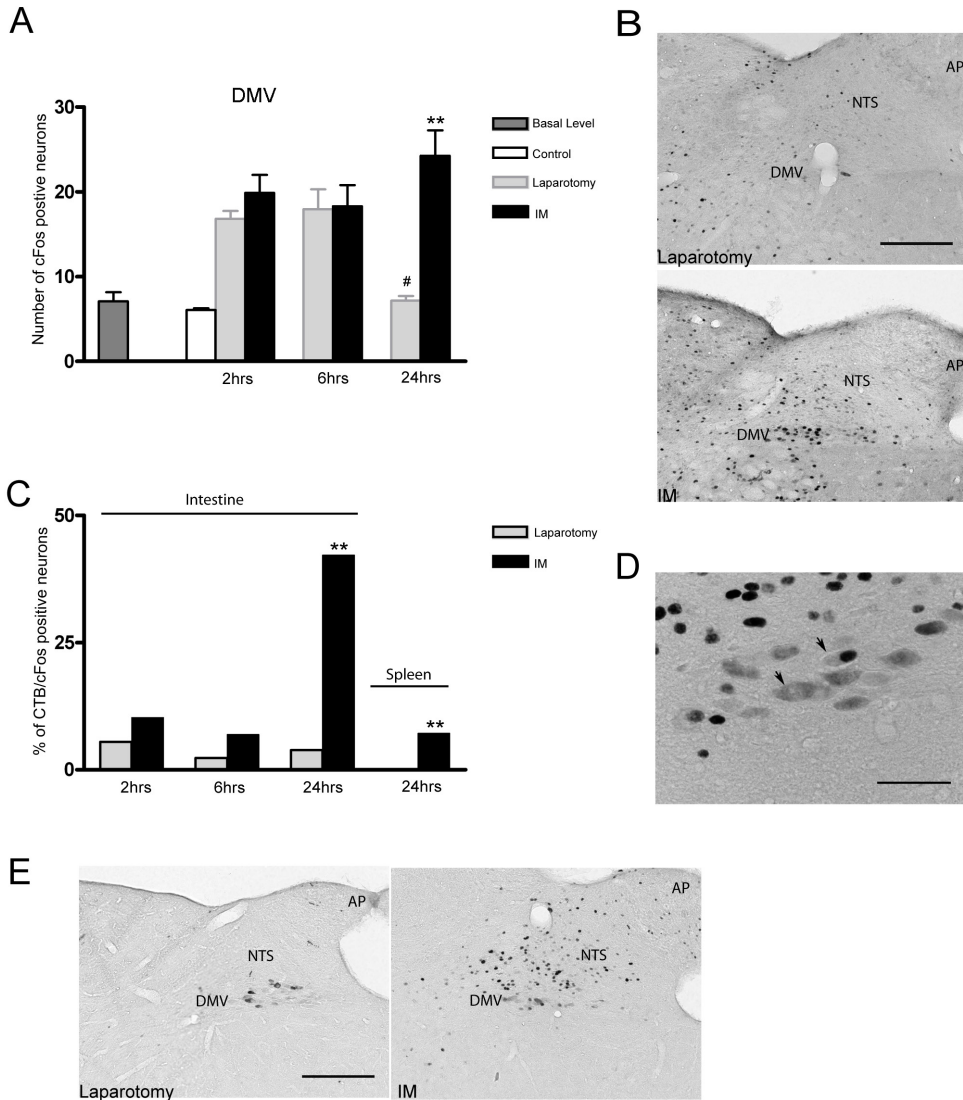 A
DMV
Number of cFos postive neurons
30
20
10
0
2hrs
6hrs
24hrs
#
**
Basal Level
Control
Laparotomy
IM
B
AP
NTS
DMV
Laparotomy
AP
NTS
DMV
IM
C
Intestine
% of CTB/cFos positive neurons
50
25
0
**
Spleen
**
2hrs
6hrs
24hrs
24hrs
Laparotomy
IM
D
E
AP
NTS
DMV
Laparotomy
AP
NTS
DMV
IM